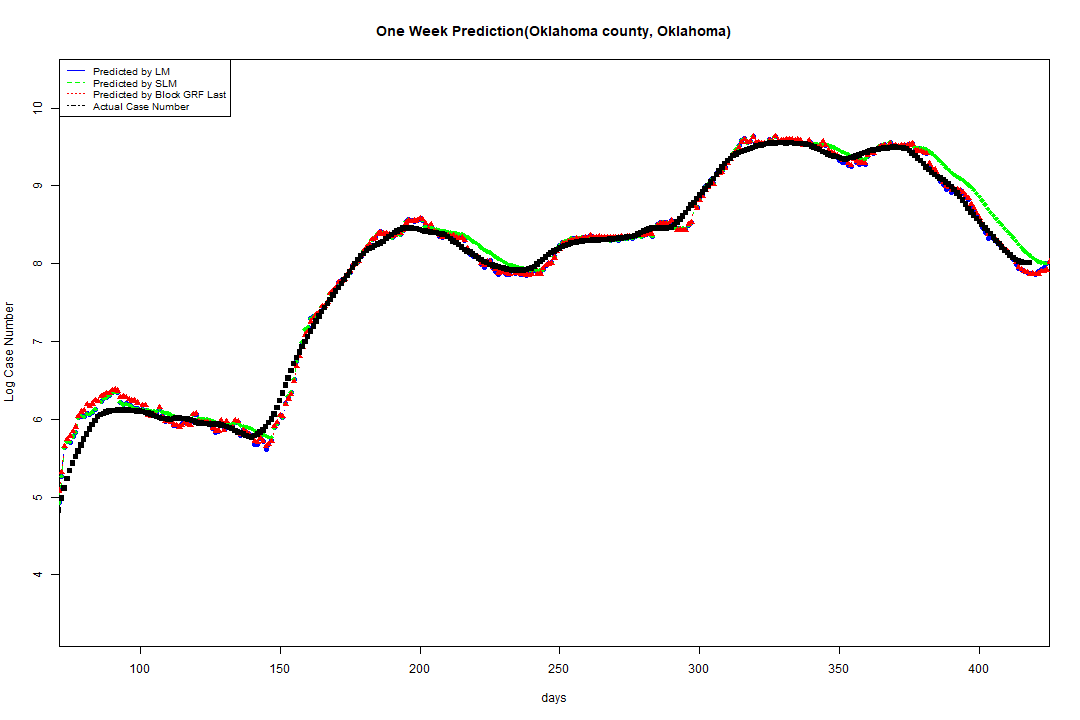 One Week Prediction(Oklahoma county, Oklahoma)
Predicted by LM
Predicted by SLM
Predicted by Block GRF Last
Actual Case Number
10
9
8
7
6
5
4
Log Case Number
100 150 200 250 300 350 400
days